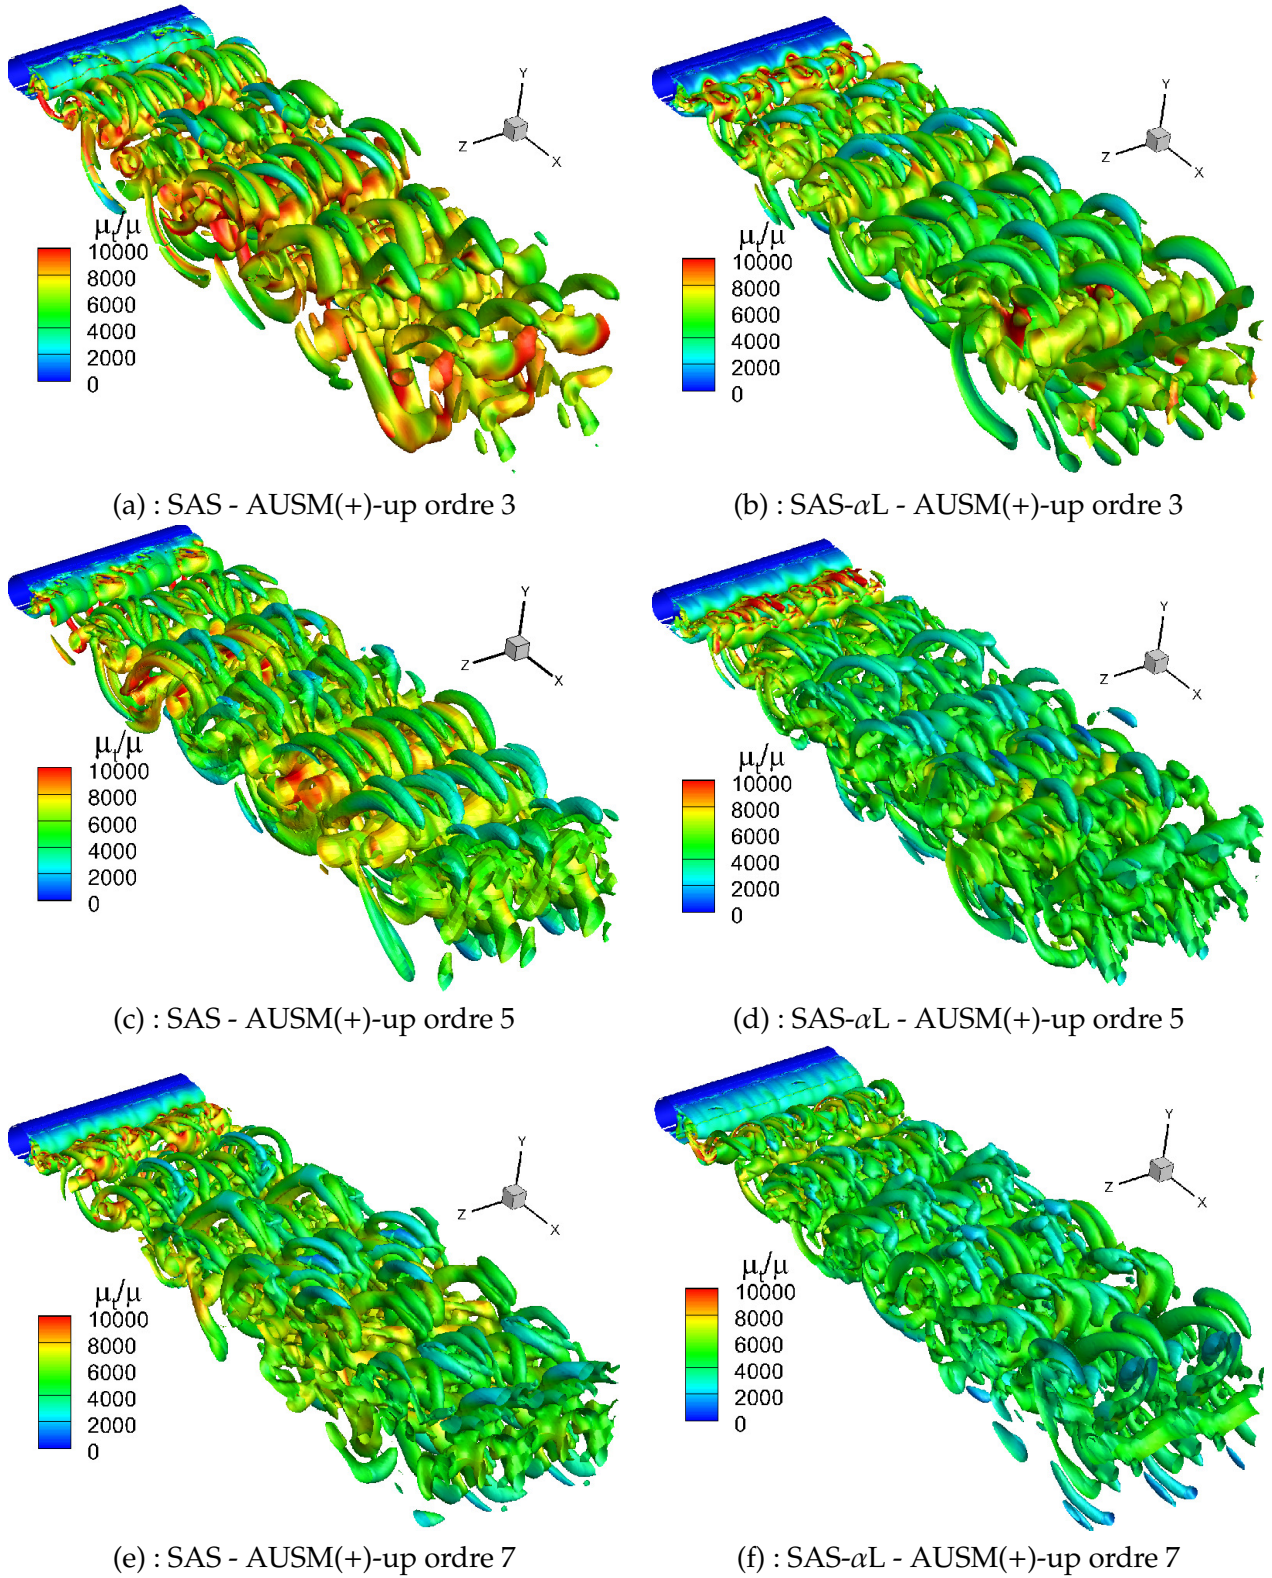 Y
Z
X
μt/μ
10000
8000
6000
4000
2000
0
Y
Z
X
μt/μ
10000
8000
6000
4000
2000
0
(a) : SAS - AUSM(+)-up ordre 3
(b) : SAS-αL - AUSM(+)-up ordre 3
Y
Z
X
μt/μ
10000
8000
6000
4000
2000
0
Y
Z
X
μt/μ
10000
8000
6000
4000
2000
0
(c) : SAS - AUSM(+)-up ordre 5
(d) : SAS-αL - AUSM(+)-up ordre 5
Y
Z
X
μt/μ
10000
8000
6000
4000
2000
0
Y
Z
X
μt/μ
10000
8000
6000
4000
2000
0
(e) : SAS - AUSM(+)-up ordre 7
(f) : SAS-αL - AUSM(+)-up ordre 7